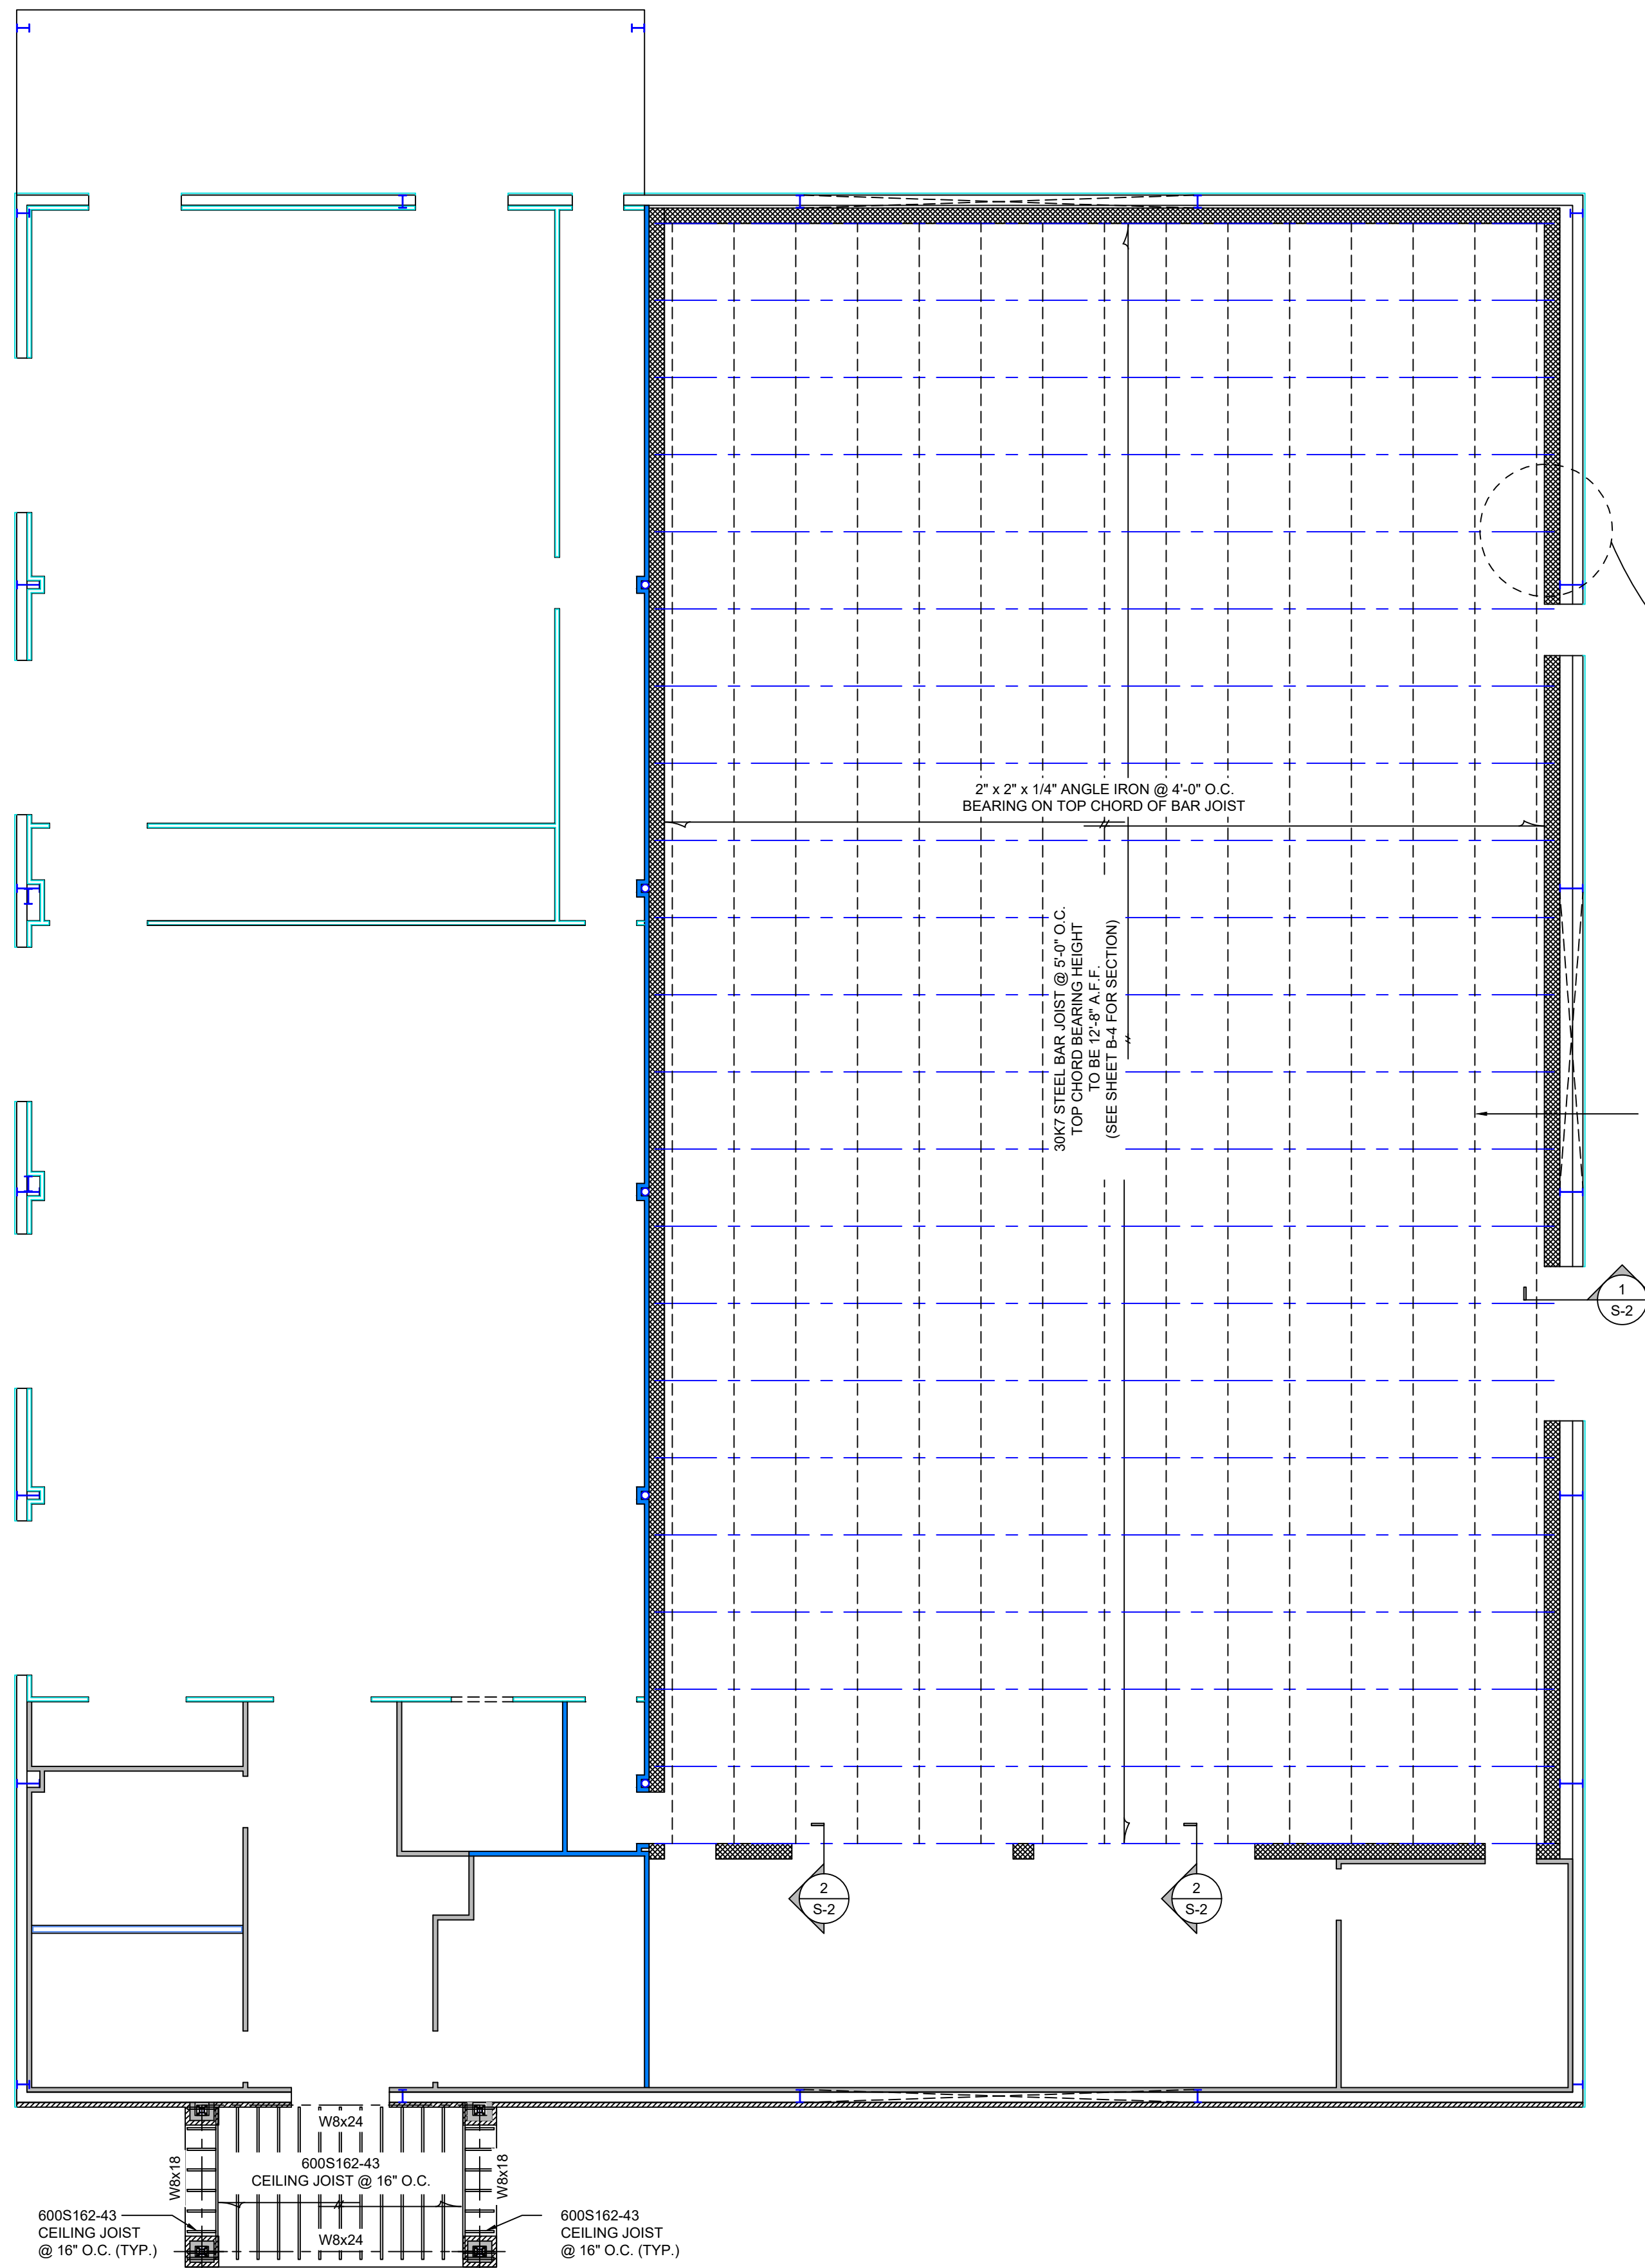 2" x 2" x 1/4" ANGLE IRON @ 4'-0" O.C.
BEARING ON TOP CHORD OF BAR JOIST
30K7 STEEL BAR JOIST @ 5'-0" O.C.
TOP CHORD BEARING HEIGHT
TO BE 12'-8" A.F.F.
(SEE SHEET B-4 FOR SECTION)
1
S-2
2
S-2
2
S-2
W8x24
W8x18
600S162-43
CEILING JOIST @ 16" O.C.
W8x18
600S162-43
CEILING JOIST
@ 16" O.C. (TYP.)
W8x24
600S162-43
CEILING JOIST
@ 16" O.C. (TYP.)